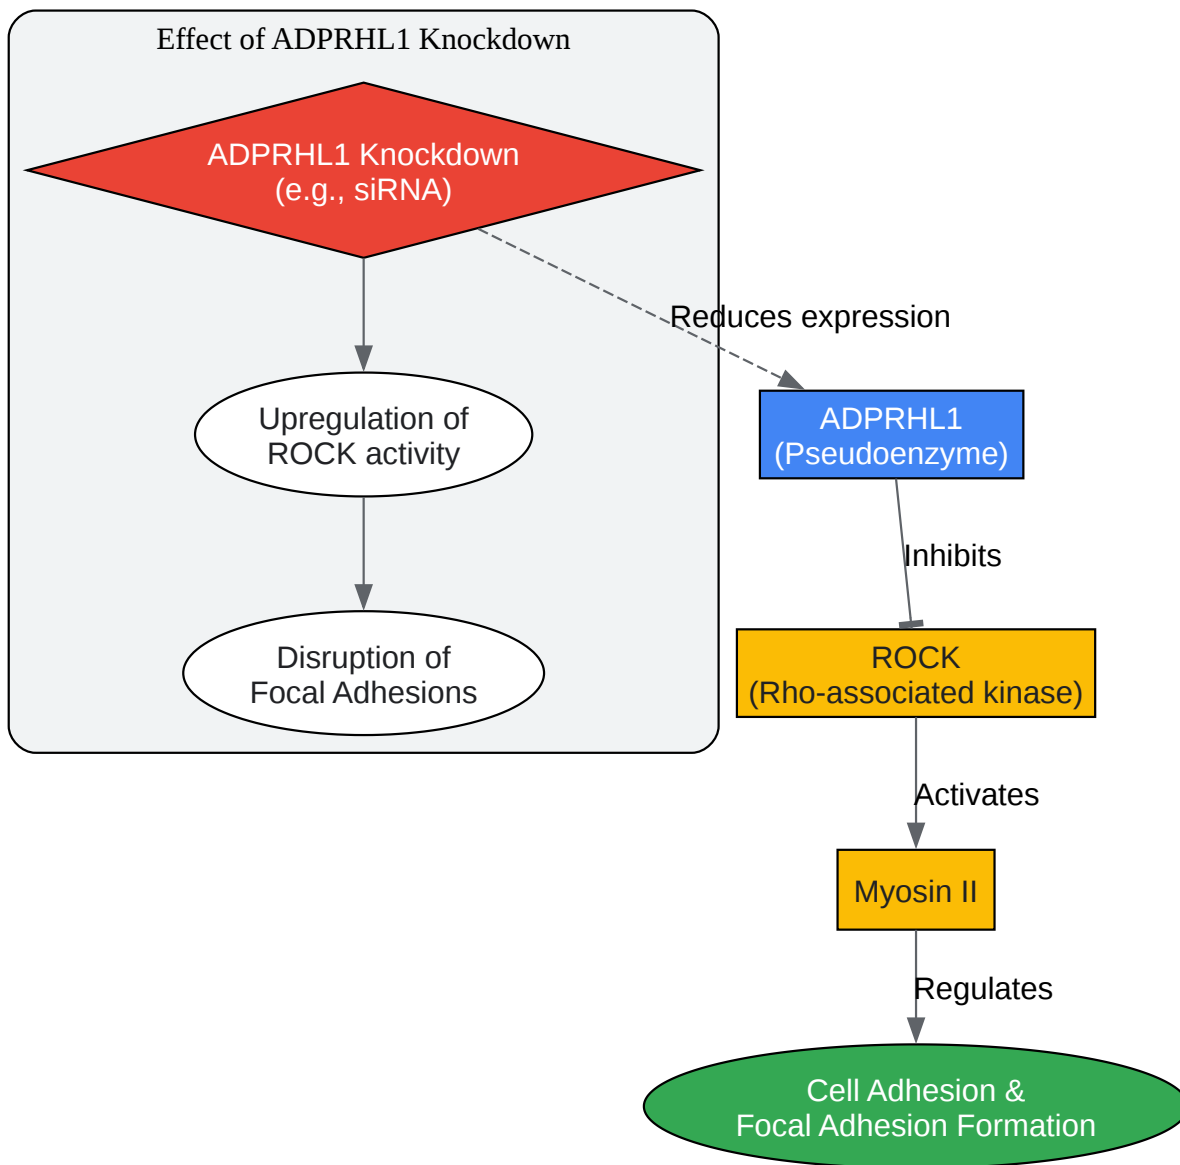 Effect of ADPRHL1 Knockdown
ADPRHL1 Knockdown
(e.g., siRNA)
Reduces expression
Upregulation of
ROCK activity
ADPRHL1
(Pseudoenzyme)
Inhibits
Disruption of
Focal Adhesions
ROCK
(Rho-associated kinase)
Activates
Myosin II
Regulates
Cell Adhesion &
Focal Adhesion Formation